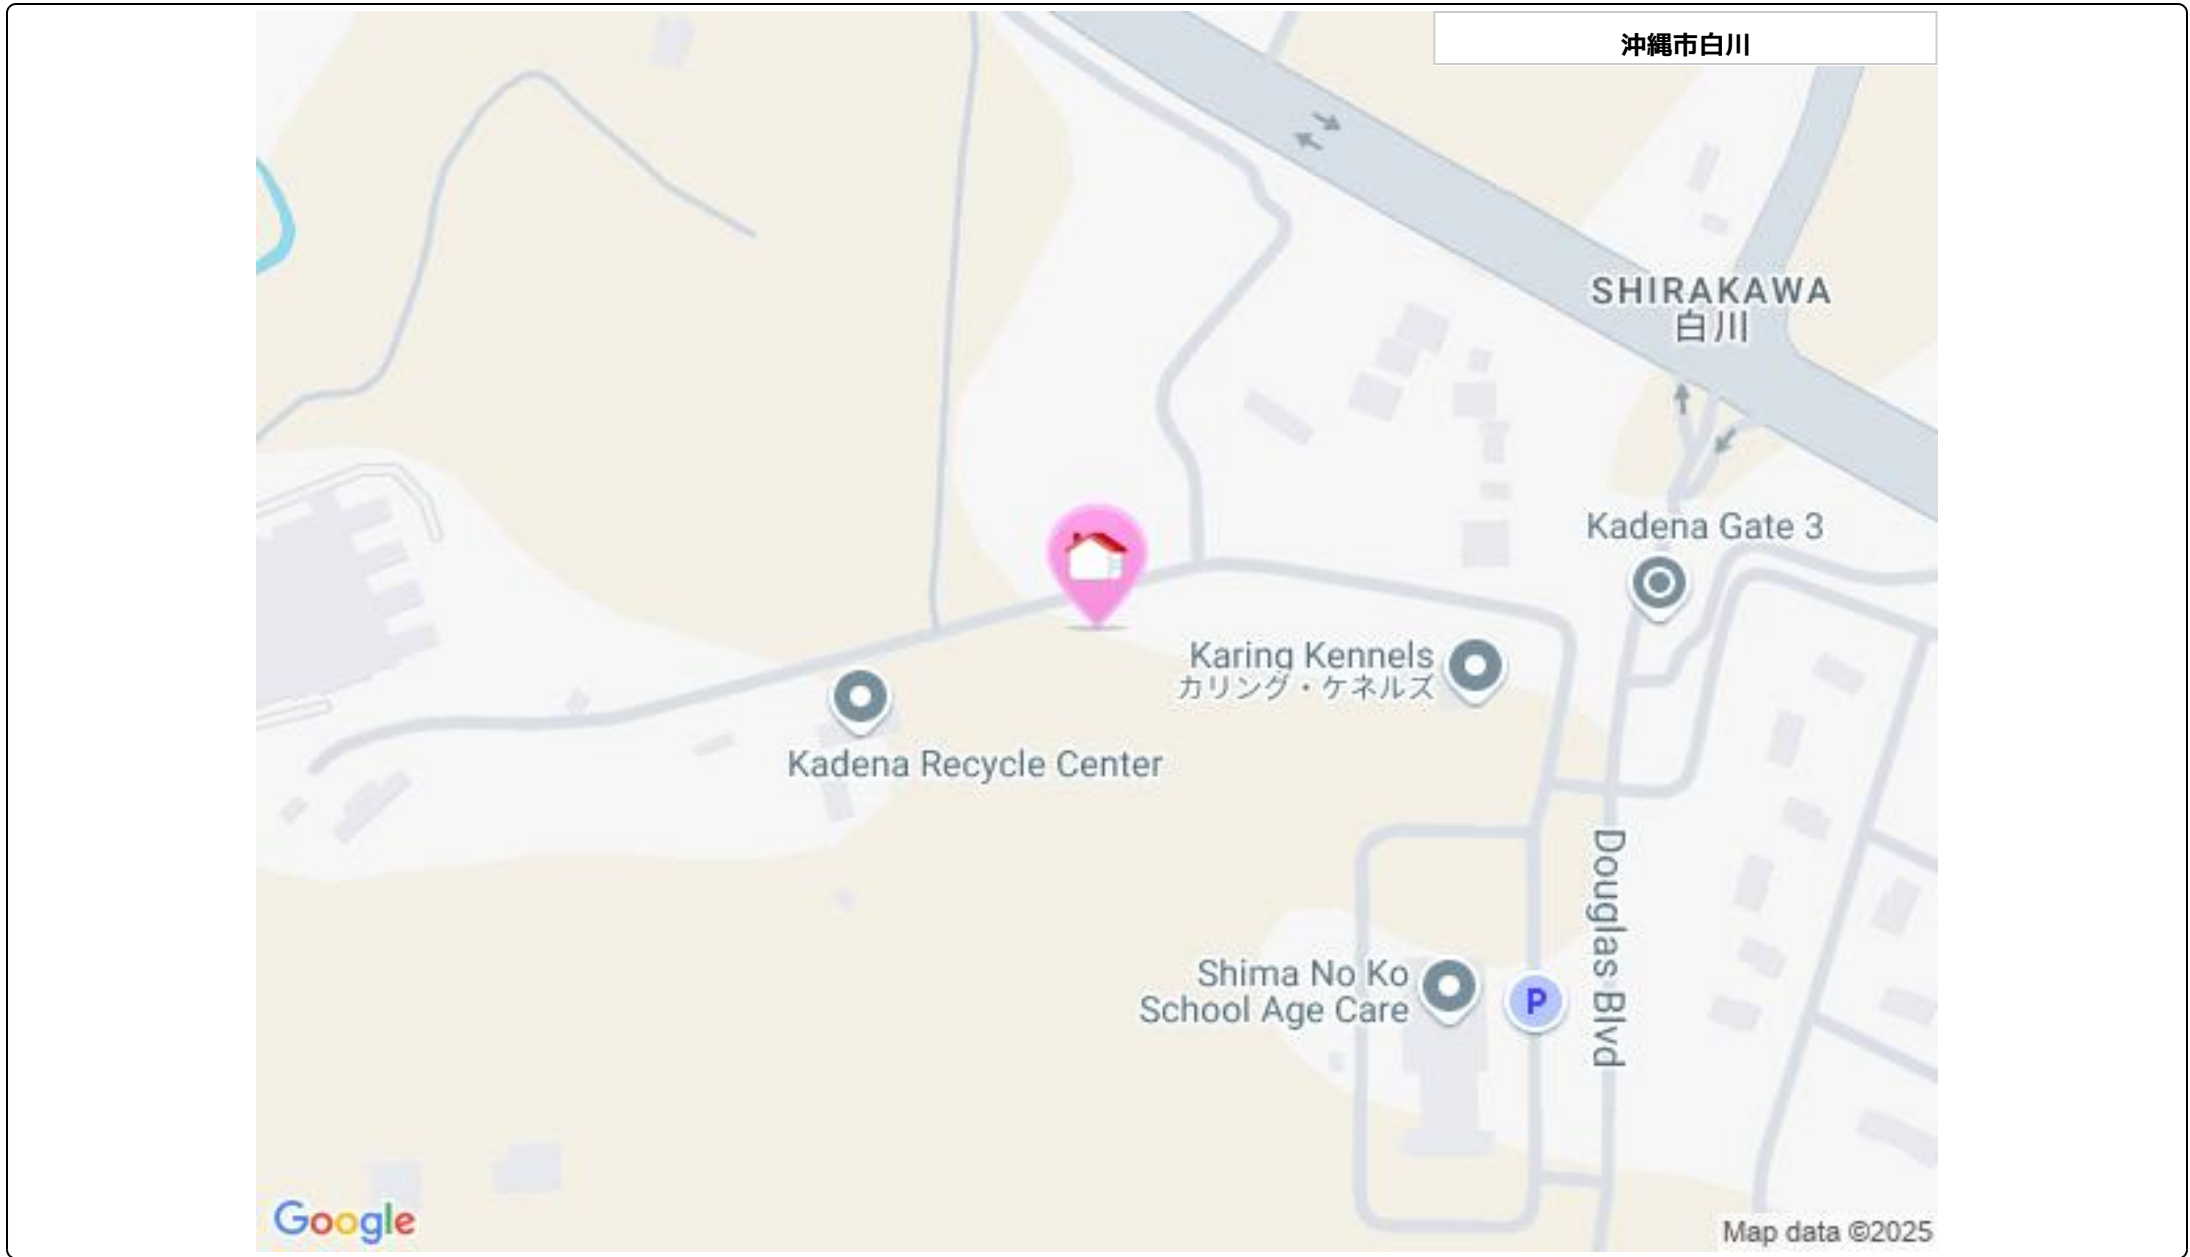 沖縄市白川
SHIRAKAWA
白川
Kadena Gate 3
Karing Kennels
カリング・ケネルズ
Kadena Recycle Center
Douglas Blvd
Shima No Ko
School Age Care
P
Google
Map data ©2025